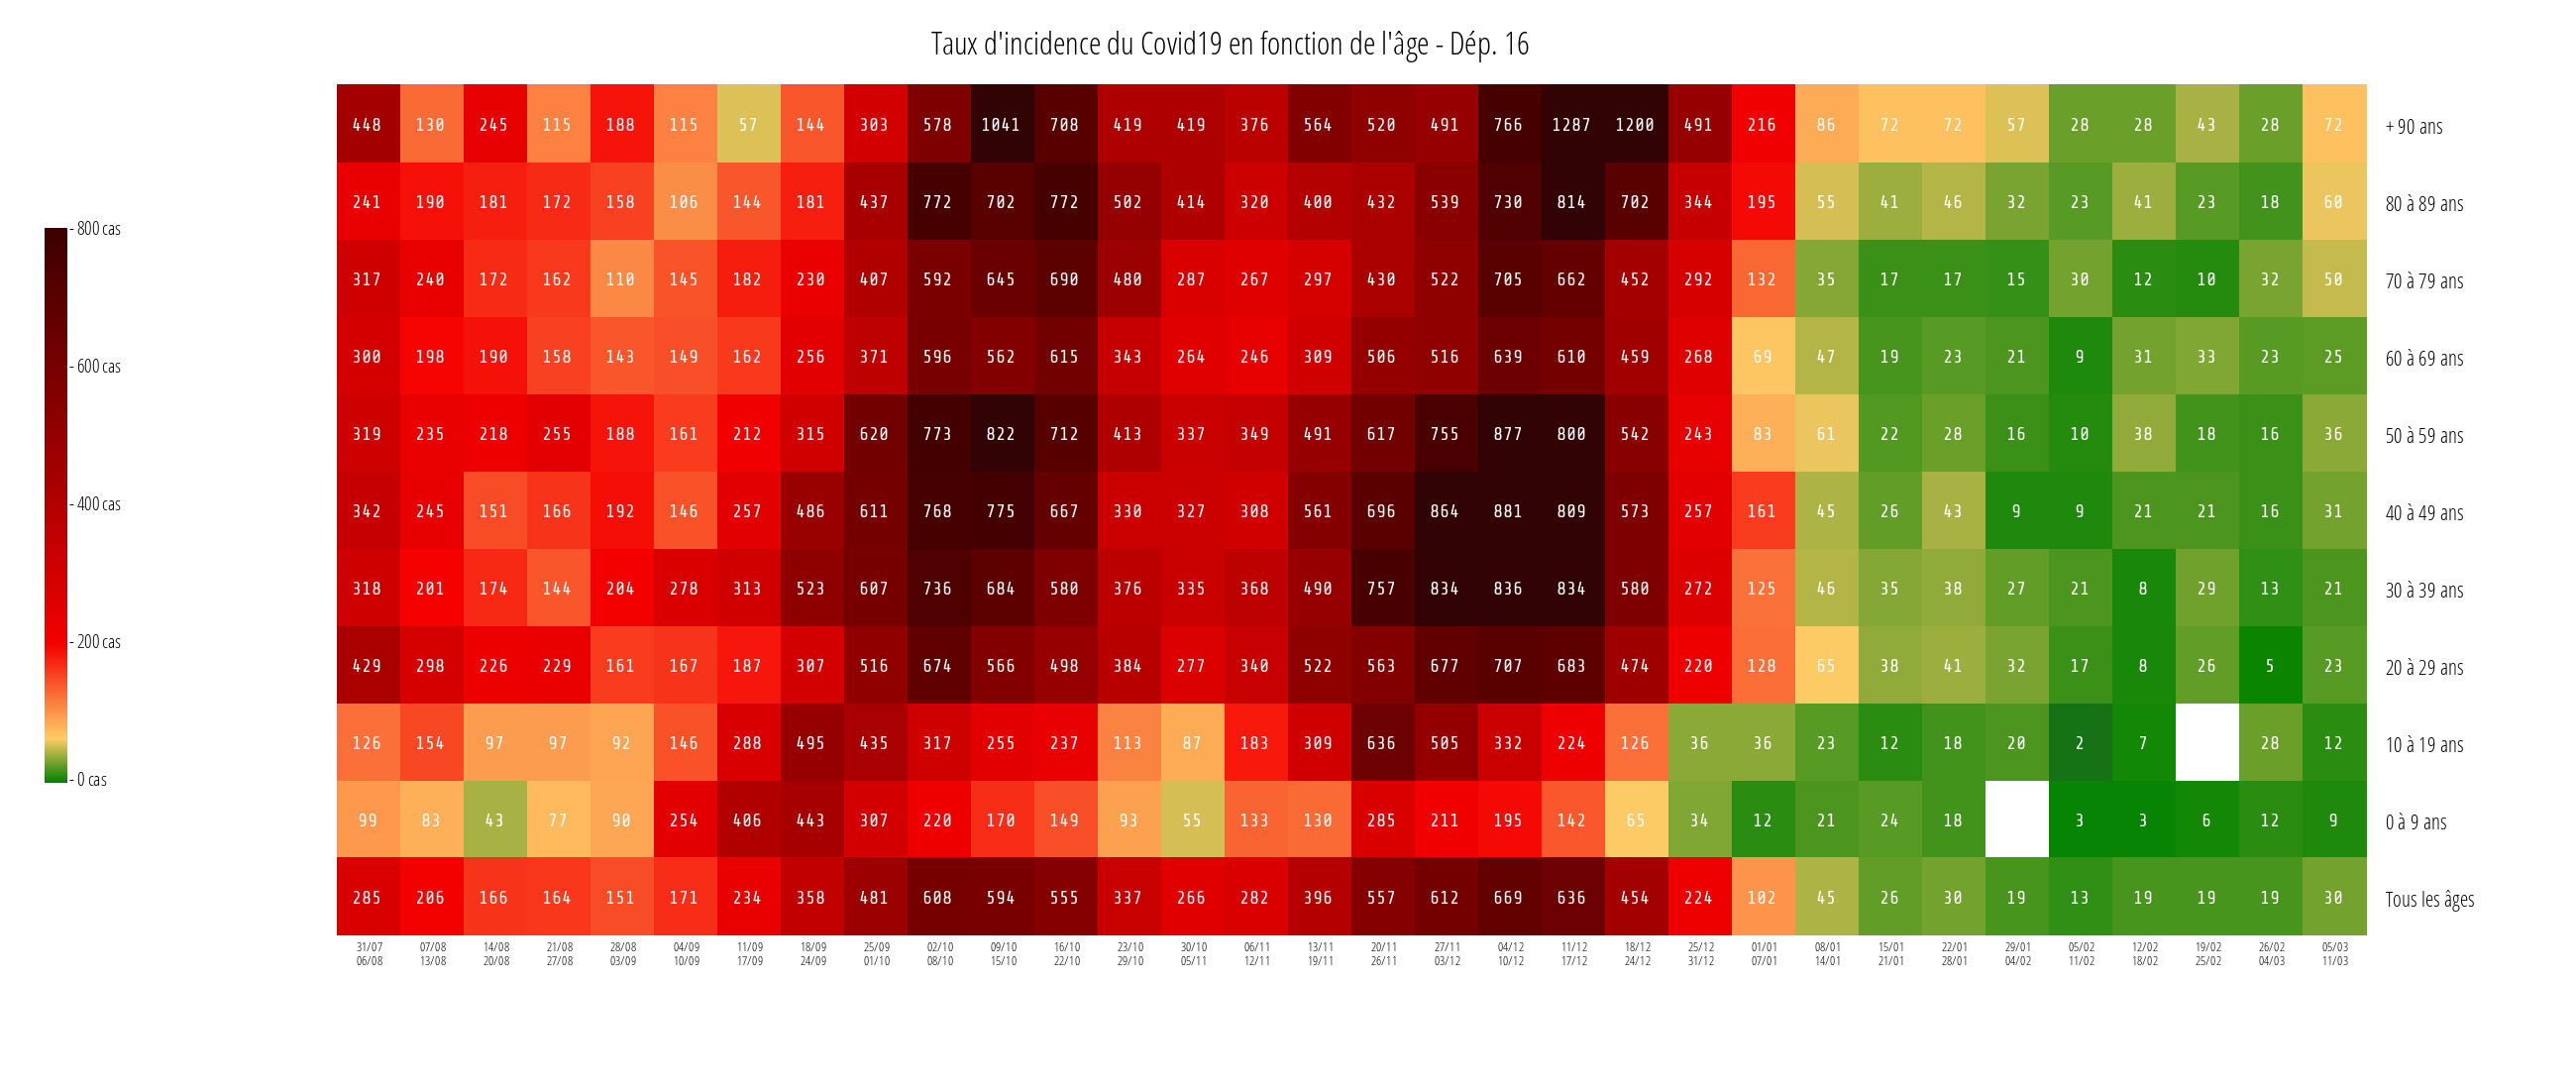 Taux d'incidence du Covid19 en fonction de l'âge - Dép. 16
448 130 245 115 188 115 57 144 303 578 1041 708 419 419 376 564 520 491 766 1287 1200 491 216 86 72 72 57 28 28 43 28 72 + 90 ans
241 190 181 172 158 106 144 181 437 772 702 772 502 414 320 400 432 539 730 814 702 344 195 55 41 46 32 23 41 23 18 60 80 à 89 ans
- 800 cas
317 240 172 162 110 145 182 230 407 592 645 690 480 287 267 297 430 522 705 662 452 292 132 35 17 17 15 30 12 10 32 50 70 à 79 ans
300 198 190 158 143 149 162 256 371 596 562 615 343 264 246 309 506 516 639 610 459 268 69 47 19 23 21 9 31 33 23 25 60 à 69 ans
- 600 cas
319 235 218 255 188 161 212 315 620 773 822 712 413 337 349 491 617 755 877 800 542 243 83 61 22 28 16 10 38 18 16 36 50 à 59 ans
- 400 cas
342 245 151 166 192 146 257 486 611 768 775 667 330 327 308 561 696 864 881 809 573 257 161 45 26 43 9 9 21 21 16 31 40 à 49 ans
318 201 174 144 204 278 313 523 607 736 684 580 376 335 368 490 757 834 836 834 580 272 125 46 35 38 27 21 8 29 13 21 30 à 39 ans
- 200 cas
429 298 226 229 161 167 187 307 516 674 566 498 384 277 340 522 563 677 707 683 474 220 128 65 38 41 32 17 8 26 5 23 20 à 29 ans
126 154 97 97 92 146 288 495 435 317 255 237 113 87 183 309 636 505 332 224 126 36 36 23 12 18 20 2 7 28 12 10 à 19 ans
- 0 cas
99 83 43 77 90 254 406 443 307 220 170 149 93 55 133 130 285 211 195 142 65 34 12 21 24 18 3 3 6 12 9 0 à 9 ans
285 206 166 164 151 171 234 358 481 608 594 555 337 266 282 396 557 612 669 636 454 224 102 45 26 30 19 13 19 19 19 30 Tous les âges
31/07 07/08 14/08 21/08 28/08 04/09 11/09 18/09 25/09 02/10 09/10 16/10 23/10 30/10 06/11 13/11 20/11 27/11 04/12 11/12 18/12 25/12 01/01 08/01 15/01 22/01 29/01 05/02 12/02 19/02 26/02 05/03
06/08 13/08 20/08 27/08 03/09 10/09 17/09 24/09 01/10 08/10 15/10 22/10 29/10 05/11 12/11 19/11 26/11 03/12 10/12 17/12 24/12 31/12 07/01 14/01 21/01 28/01 04/02 11/02 18/02 25/02 04/03 11/03